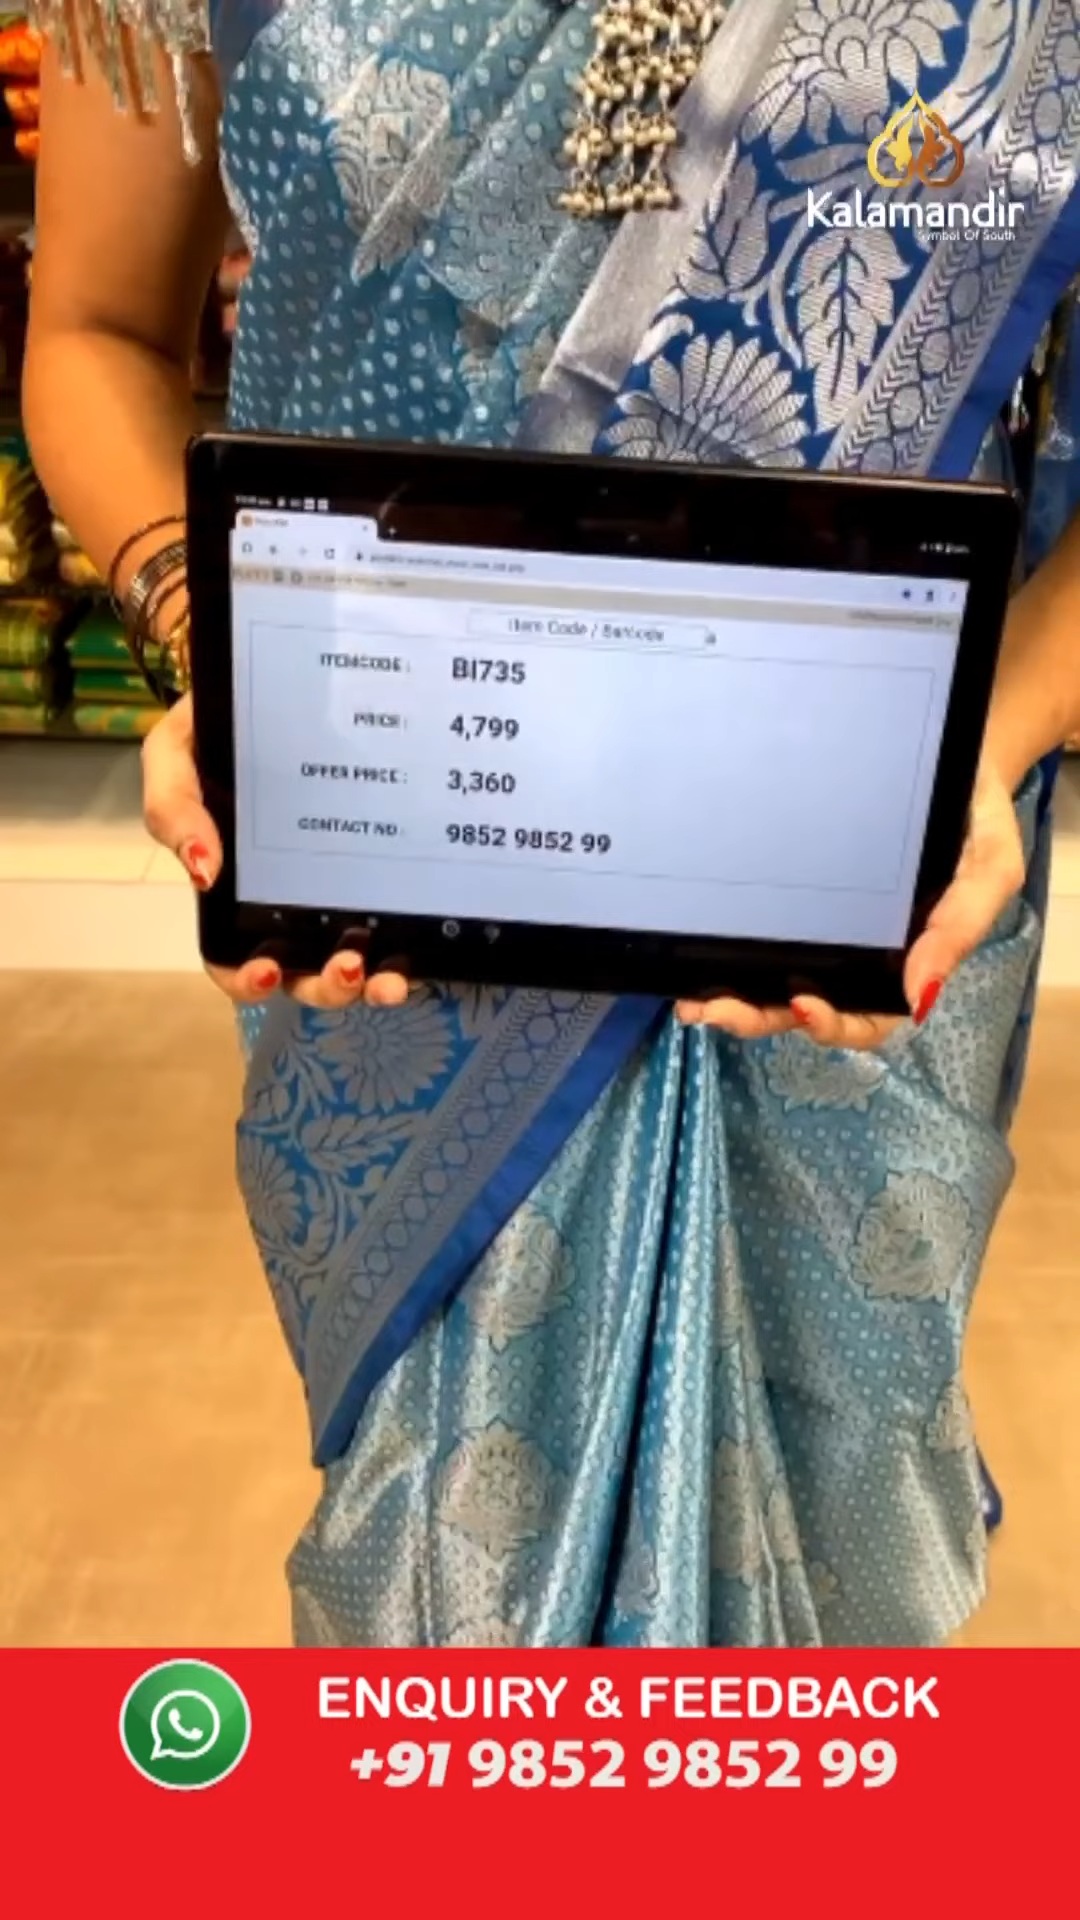 Kalamandir
Symbol Of South
Item Code / Barcode
ITEMCODE : BI735
PRICE : 4,799
OFFER PRICE : 3,360
CONTACT NO : 9852 9852 99
ENQUIRY & FEEDBACK
+91 9852 9852 99